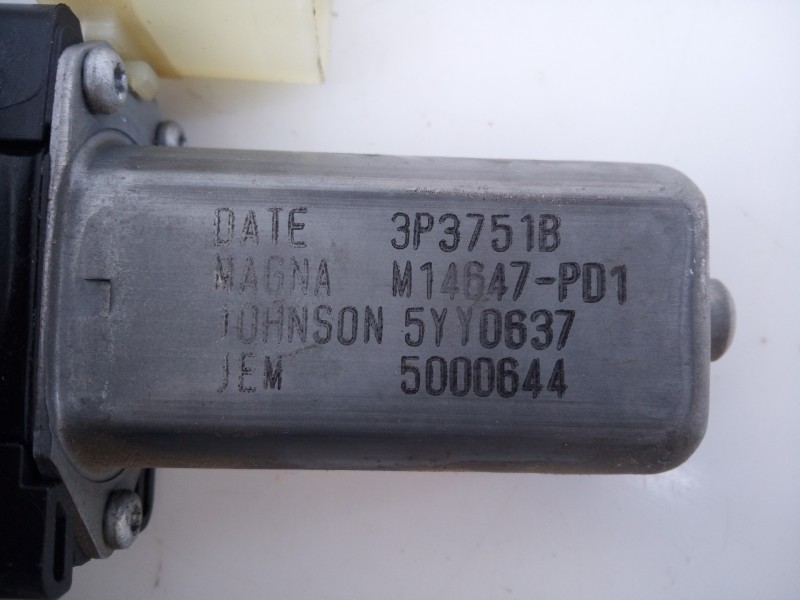 DATE 3P3751B
MAGNA M14647-PD1
JOHNSON 5YY0637
JEM 5000644